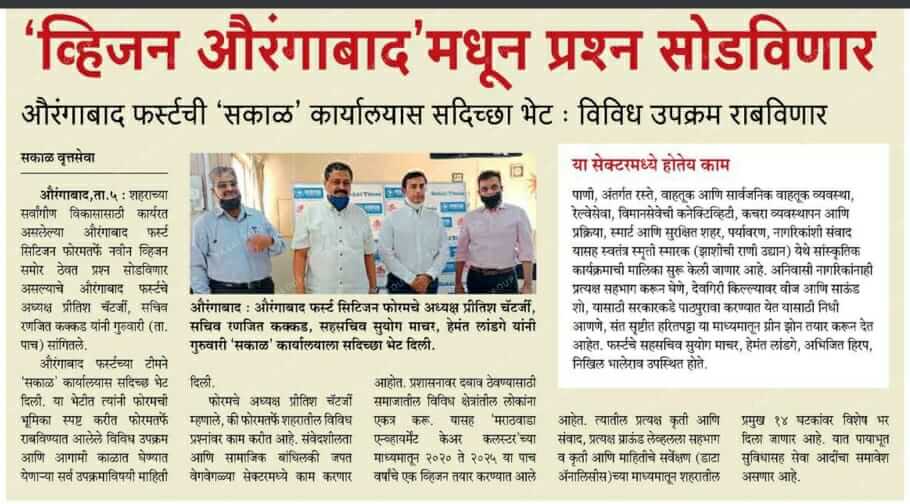 ‘व्हिजन औरंगाबाद’मधून प्रश्न सोडविणार
औरंगाबाद फर्स्टची ‘सकाळ’ कार्यालयास सदिच्छा भेट : विविध उपक्रम राबविणार
सकाळ वृत्तसेवा
औरंगाबाद,ता.५ : शहराच्या
सर्वांगीण विकासासाठी कार्यरत
असलेल्या औरंगाबाद फर्स्ट
सिटिजन फोरमतर्फे नवीन व्हिजन
समोर ठेवत प्रश्न सोडविणार
असल्याचे औरंगाबाद फर्स्टचे
अध्यक्ष प्रीतिश चॅटर्जी, सचिव
रणजित कक्कड यांनी गुरुवारी (ता.
पाच) सांगितले.
औरंगाबाद फर्स्टच्या टीमने
‘सकाळ’ कार्यालयास सदिच्छा भेट
दिली. या भेटीत त्यांनी फोरमची
भूमिका स्पष्ट करीत फोरमतर्फे
राबविण्यात आलेले विविध उपक्रम
आणि आगामी काळात घेण्यात
येणाऱ्या सर्व उपक्रमाविषयी माहिती
औरंगाबाद : औरंगाबाद फर्स्ट सिटिजन फोरमचे अध्यक्ष प्रीतिश चॅटर्जी,
सचिव रणजित कक्कड, सहसचिव सुयोग माचर, हेमंत लांडगे यांनी
गुरुवारी ‘सकाळ’ कार्यालयाला सदिच्छा भेट दिली.
दिली.
फोरमचे अध्यक्ष प्रीतिश चॅटर्जी
म्हणाले, की फोरमतर्फे शहरातील विविध
प्रश्नांवर काम करीत आहे. संवेदशीलता
आणि सामाजिक बांधिलकी जपत
वेगवेगळ्या सेक्टरमध्ये काम करणार
आहोत. प्रशासनावर दबाव ठेवण्यासाठी
समाजातील विविध क्षेत्रांतील लोकांना
एकत्र करू. यासह ‘मराठवाडा
एन्व्हायर्मेंट केअर कलस्टर’च्या
माध्यमातून २०२० ते २०२५ या पाच
वर्षांचे एक व्हिजन तयार करण्यात आले
या सेक्टरमध्ये होतेय काम
पाणी, अंतर्गत रस्ते, वाहतूक आणि सार्वजनिक वाहतूक व्यवस्था,
रेल्वेसेवा, विमानसेवेची कनेक्टिव्हिटी, कचरा व्यवस्थापन आणि
प्रक्रिया, स्मार्ट आणि सुरक्षित शहर, पर्यावरण, नागरिकांशी संवाद
यासह स्वतंत्र स्मृती स्मारक (झाशीची राणी उद्यान) येथे सांस्कृतिक
कार्यक्रमाची मालिका सुरू केली जाणार आहे. अनिवासी नागरिकांनाही
प्रत्यक्ष सहभाग करून घेणे, देवगिरी किल्ल्यावर वीज आणि साऊंड
शो, यासाठी सरकारकडे पाठपुरावा करण्यात येत यासाठी निधी
आणणे, संत सृष्टीत हरितपट्टा या माध्यमातून ग्रीन झोन तयार करून देत
आहेत. फर्स्टचे सहसचिव सुयोग माचर, हेमंत लांडगे, अभिजित हिरप,
निखिल भालेराव उपस्थित होते.
आहेत. त्यातील प्रत्यक्ष कृती आणि
संवाद, प्रत्यक्ष ग्राऊंड लेव्हलला सहभाग
व कृती आणि माहितीचे सर्वेक्षण (डाटा
ॲनालिसीस)च्या माध्यमातून शहरातील
प्रमुख १४ घटकांवर विशेष भर
दिला जाणार आहे. यात पायाभूत
सुविधासह सेवा आदींचा समावेश
असणार आहे.